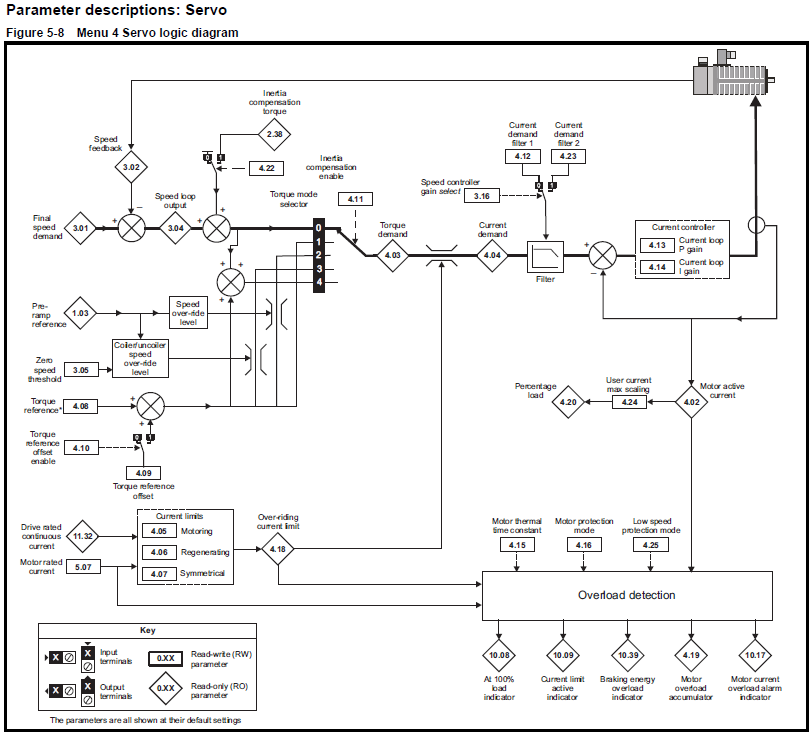 Parameter descriptions: Servo
Figure 5-8 Menu 4 Servo logic diagram
Inertia
compensation
torque
2.38
0 1
4.22
Speed
feedback
3.02
Current
demand
filter 1
4.12
Current
demand
filter 2
4.23
0 1
Inertia
compensation
enable
Speed controller
gain select
3.16
Torque mode
selector
4.11
Final
speed
demand
3.01
–
+
Speed loop
output
3.04
+
+
0
1
2
3
4
Torque
demand
4.03
Current
demand
4.04
Filter
+
–
Current controller
4.13
Current loop
P gain
4.14
Current loop
I gain
+
+
+
Pre-
ramp
reference
1.03
Speed
over-ride
level
Coiler/uncoiler
speed
over-ride
level
Zero
speed
threshold
3.05
Torque
reference*
4.08
+
+
0 1
Torque
reference
offset
enable
4.10
4.09
Torque reference
offset
Percentage
load
4.20
User current
max scaling
4.24
4.02
Motor active
current
Drive rated
continuous
current
11.32
Motor rated
current
5.07
Current limits
4.05 Motoring
4.06 Regenerating
4.07 Symmetrical
Over-riding
current limit
4.18
Motor thermal
time constant
4.15
Motor protection
mode
4.16
Low speed
protection mode
4.25
Overload detection
10.08
At 100%
load
indicator
10.09
Current limit
active
indicator
10.39
Braking energy
overload
indicator
4.19
Motor
overload
accumulator
10.17
Motor current
overload alarm
indicator
Key
X X
Input
terminals
0.XX
Read-write (RW)
parameter
X X
Output
terminals
0.XX
Read-only (RO)
parameter
The parameters are all shown at their default settings